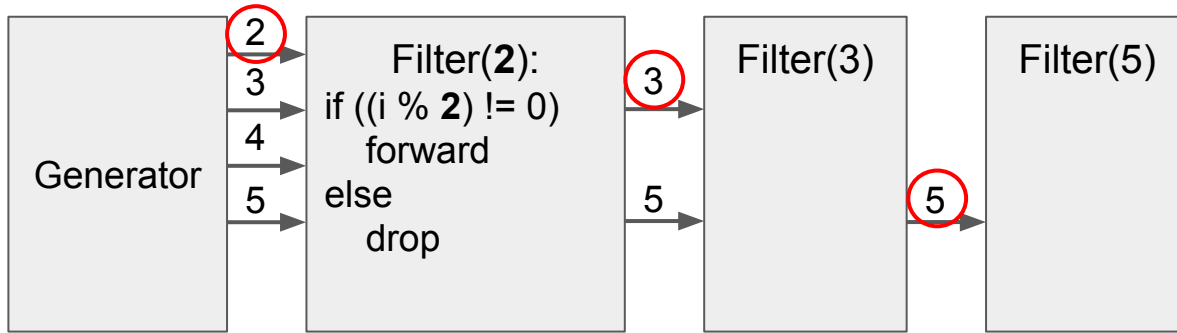 Generator
2
3
4
5
Filter(2):
if ((i % 2) != 0)
forward
else
drop
3
5
Filter(3)
5
Filter(5)